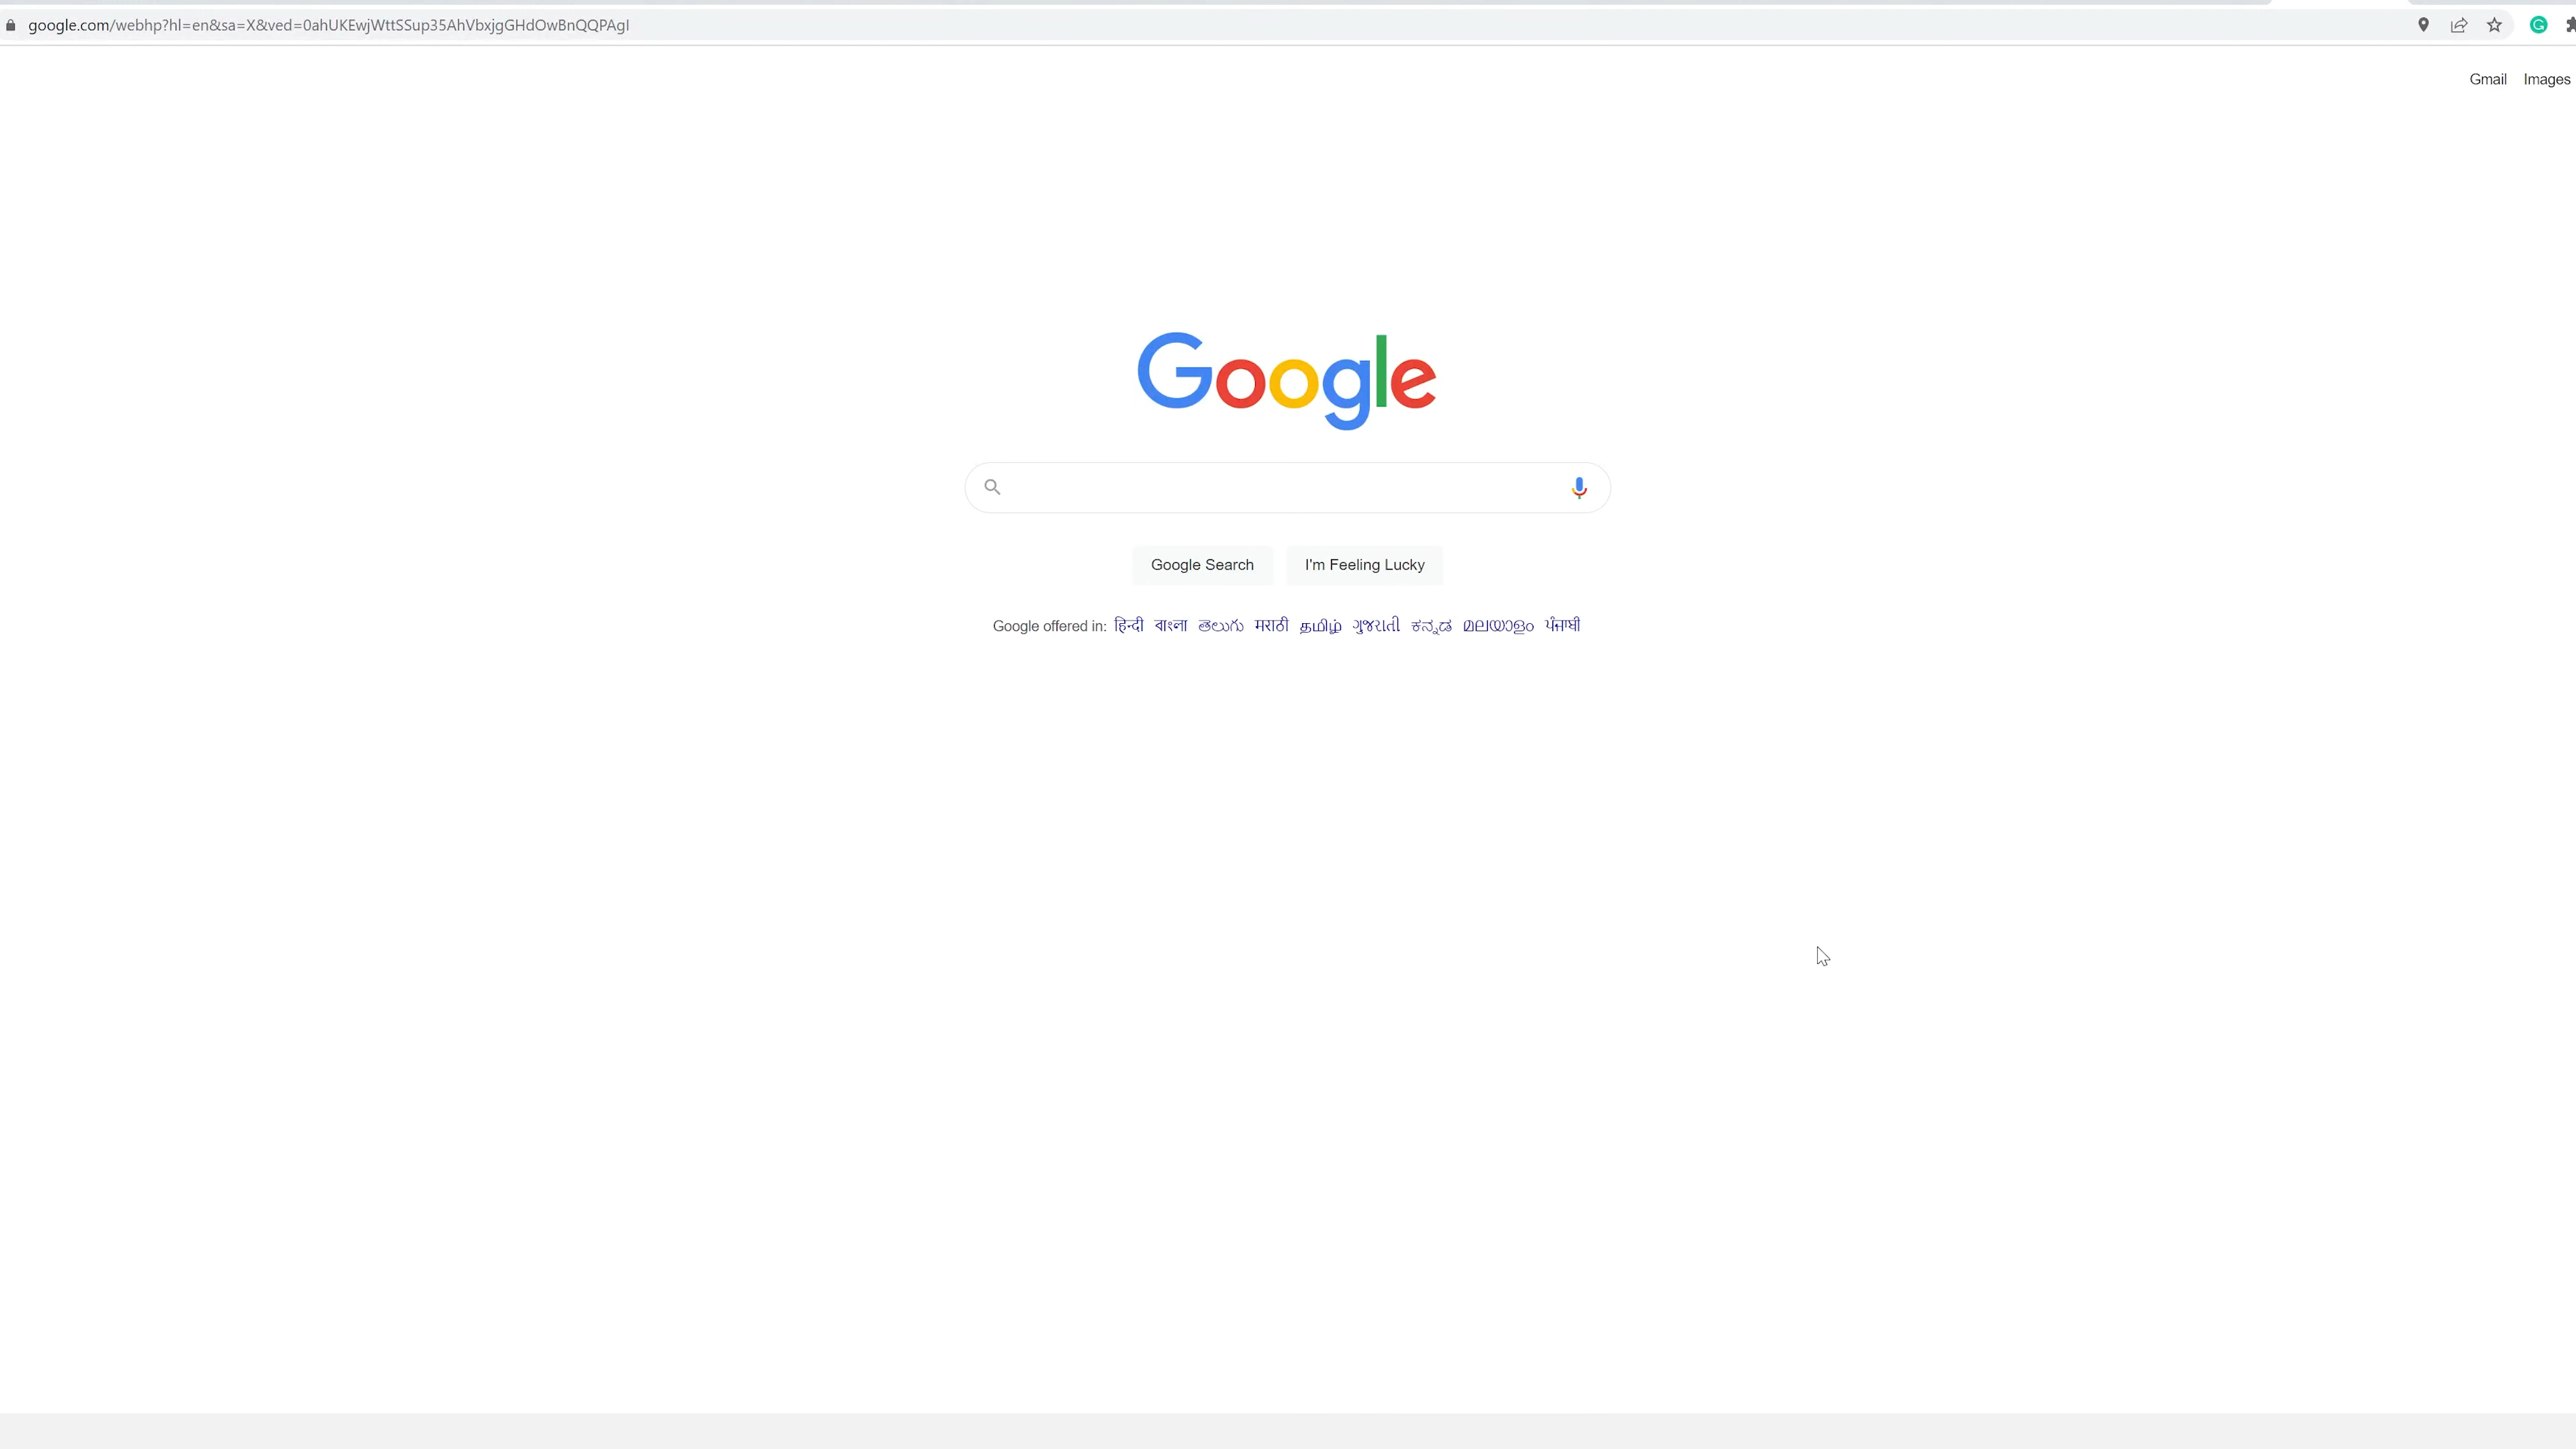 google.com/webhp?hl=en&sa=X&ved=0ahUKEwjWttSSup35AhVbxjgGHdOwBnQQPAgI
Gmail Images
Google
Google Search I'm Feeling Lucky
Google offered in: हिन्दी বাংলা తెలుగు मराठी தமிழ் ગુજરાતી ಕನ್ನಡ മലയാളം ਪੰਜਾਬੀ